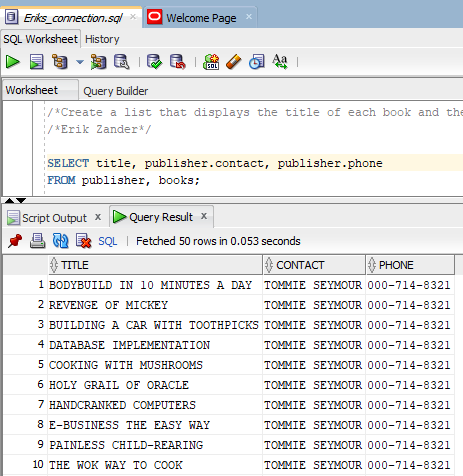 Eriks_connection.sql x Welcome Page x
SQL Worksheet History
Worksheet Query Builder
/*Create a list that displays the title of each book and the
/*Erik Zander*/
SELECT title, publisher.contact, publisher.phone
FROM publisher, books;
Script Output x Query Result x
SQL | Fetched 50 rows in 0.053 seconds
TITLE CONTACT PHONE
1 BODYBUILD IN 10 MINUTES A DAY TOMMIE SEYMOUR 000-714-8321
2 REVENGE OF MICKEY TOMMIE SEYMOUR 000-714-8321
3 BUILDING A CAR WITH TOOTHPICKS TOMMIE SEYMOUR 000-714-8321
4 DATABASE IMPLEMENTATION TOMMIE SEYMOUR 000-714-8321
5 COOKING WITH MUSHROOMS TOMMIE SEYMOUR 000-714-8321
6 HOLY GRAIL OF ORACLE TOMMIE SEYMOUR 000-714-8321
7 HANDCRANKED COMPUTERS TOMMIE SEYMOUR 000-714-8321
8 E-BUSINESS THE EASY WAY TOMMIE SEYMOUR 000-714-8321
9 PAINLESS CHILD-REARING TOMMIE SEYMOUR 000-714-8321
10 THE WOK WAY TO COOK TOMMIE SEYMOUR 000-714-8321